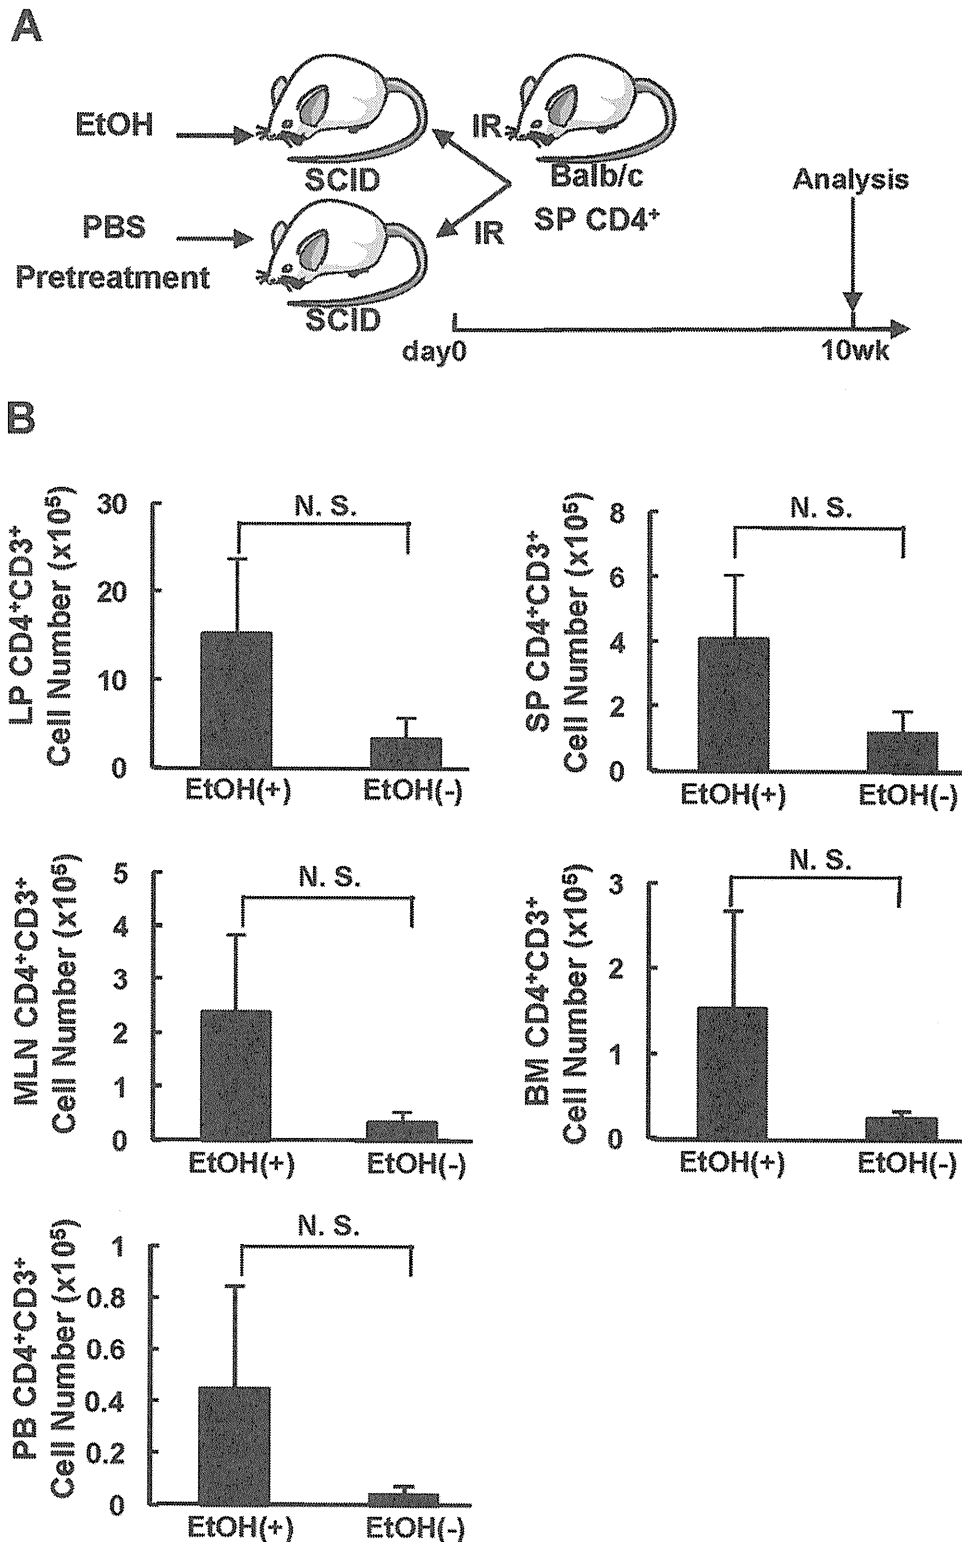 A
EtOH
IR
SCID
Balb/c
Analysis
PBS
IR
SP CD4⁺
Pretreatment
SCID
day0
10wk
B
LP CD4⁺CD3⁺
Cell Number (x10⁵)
30
20
10
0
N. S.
EtOH(+)
EtOH(-)
SP CD4⁺CD3⁺
Cell Number (x10⁵)
8
6
4
2
0
N. S.
EtOH(+)
EtOH(-)
MLN CD4⁺CD3⁺
Cell Number (x10⁵)
5
4
3
2
1
0
N. S.
EtOH(+)
EtOH(-)
BM CD4⁺CD3⁺
Cell Number (x10⁵)
3
2
1
0
N. S.
EtOH(+)
EtOH(-)
PB CD4⁺CD3⁺
Cell Number (x10⁵)
1
0.8
0.6
0.4
0.2
0
N. S.
EtOH(+)
EtOH(-)